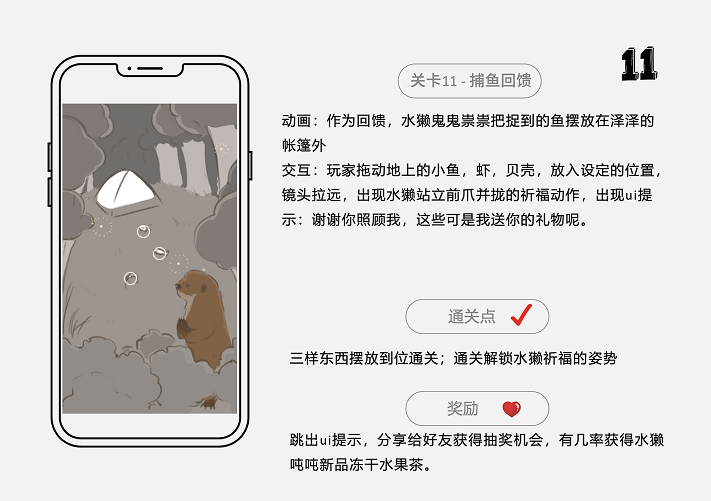 11
关卡11 - 捕鱼回馈
动画：作为回馈，水獭鬼鬼祟祟把捉到的鱼摆放在泽泽的
帐篷外
交互：玩家拖动地上的小鱼，虾，贝壳，放入设定的位置，
镜头拉远，出现水獭站立前爪并拢的祈福动作，出现ui提
示：谢谢你照顾我，这些可是我送你的礼物呢。
通关点
三样东西摆放到位通关；通关解锁水獭祈福的姿势
奖励
跳出ui提示，分享给好友获得抽奖机会，有几率获得水獭
吨吨新品冻干水果茶。